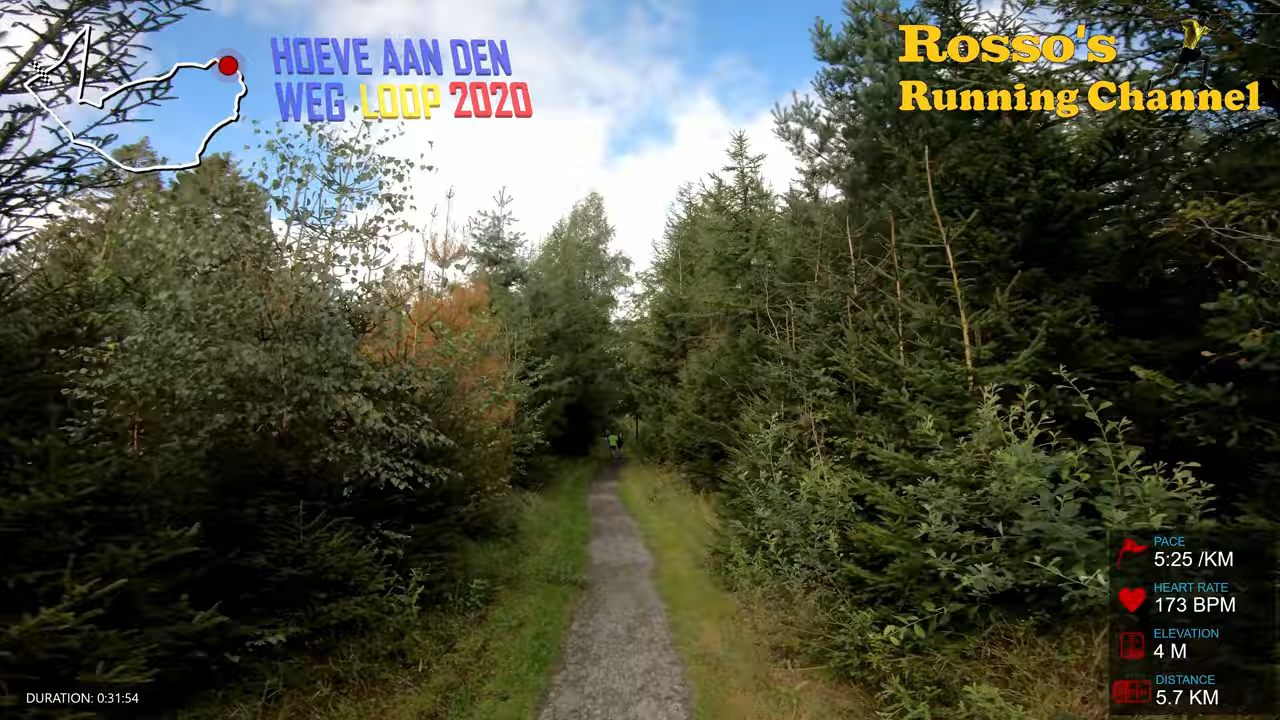 HOEVE AAN DEN
WEG LOOP 2020
Rosso's
Running Channel
PACE
5:25 /KM
HEART RATE
173 BPM
ELEVATION
4 M
DISTANCE
5.7 KM
DURATION: 0:31:54